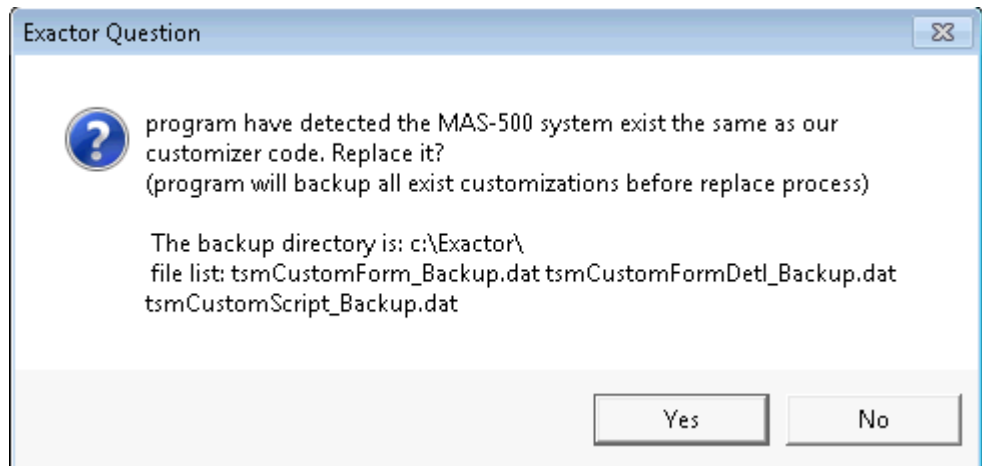 Exactor Question
program have detected the MAS-500 system exist the same as our
customizer code. Replace it?
(program will backup all exist customizations before replace process)
The backup directory is: c:\Exactor\
file list: tsmCustomForm_Backup.dat tsmCustomFormDetl_Backup.dat
tsmCustomScript_Backup.dat
Yes
No